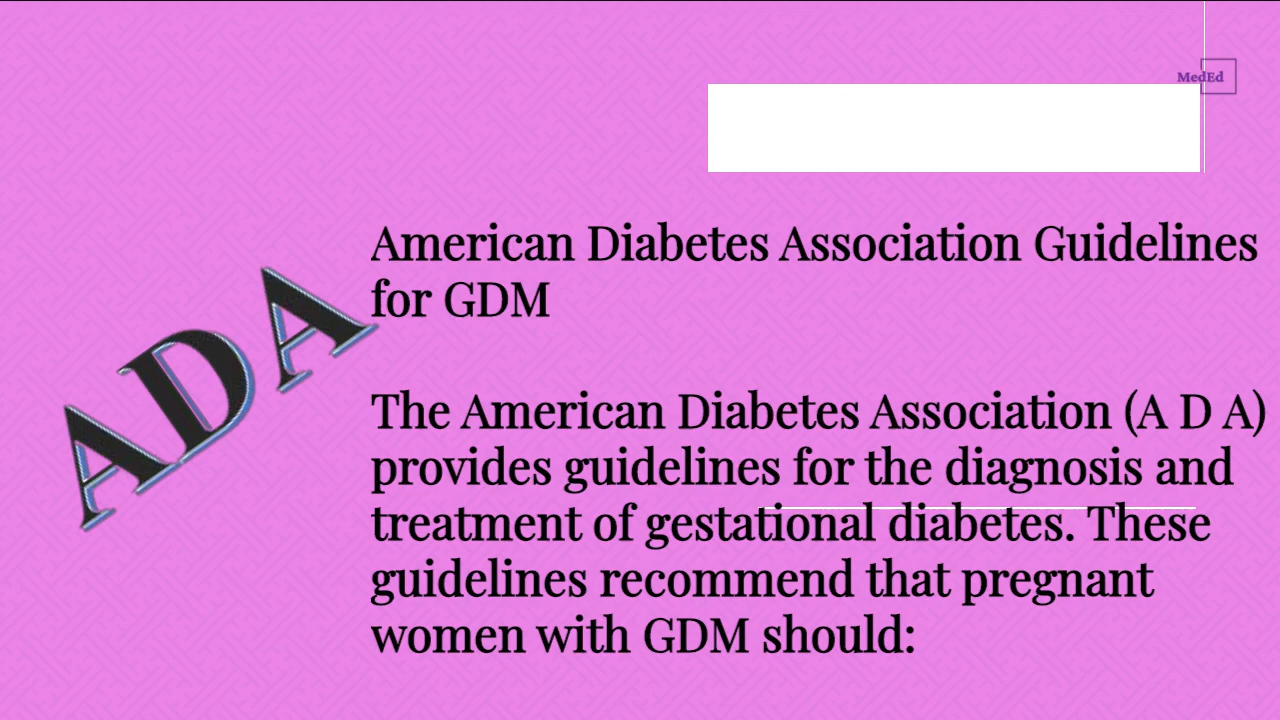 MedEd
American Diabetes Association Guidelines
for GDM
ADA
The American Diabetes Association (A D A)
provides guidelines for the diagnosis and
treatment of gestational diabetes. These
guidelines recommend that pregnant
women with GDM should: